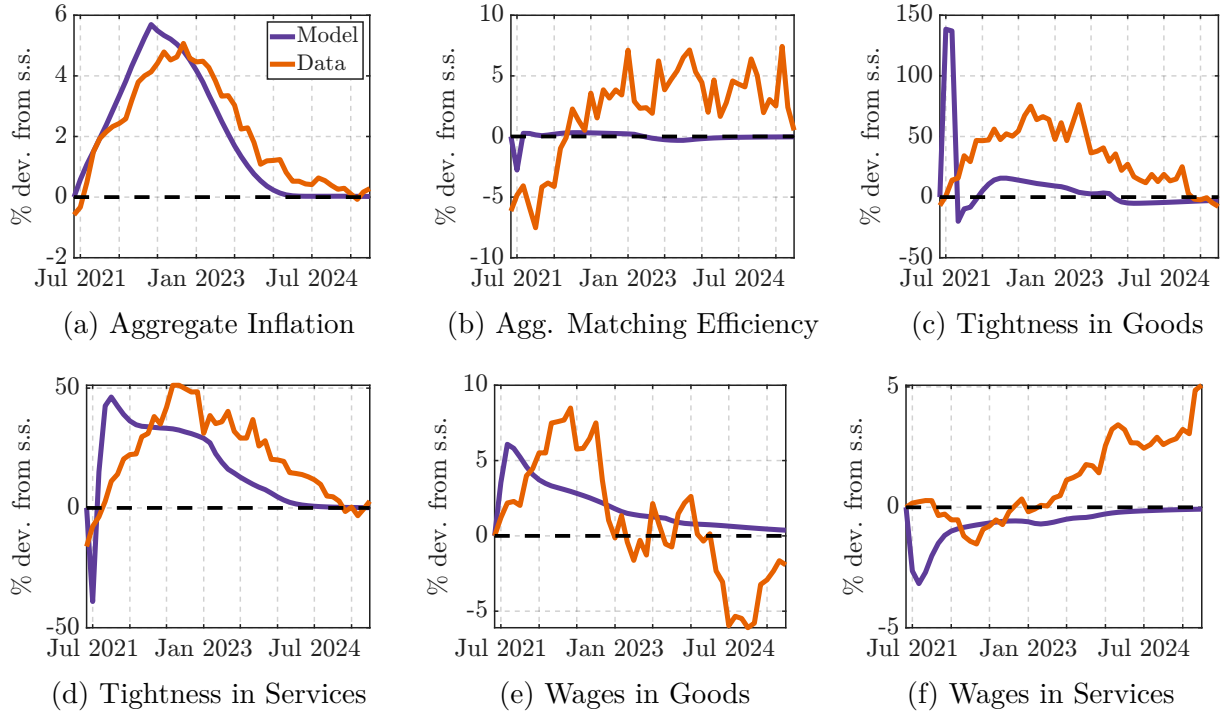 % dev. from s.s.
6
4
2
0
-2
Model
Data
Jul 2021 Jan 2023 Jul 2024
(a) Aggregate Inflation
% dev. from s.s.
10
5
0
-5
-10
Jul 2021 Jan 2023 Jul 2024
(b) Agg. Matching Efficiency
% dev. from s.s.
150
100
50
0
-50
Jul 2021 Jan 2023 Jul 2024
(c) Tightness in Goods
% dev. from s.s.
50
0
-50
Jul 2021 Jan 2023 Jul 2024
(d) Tightness in Services
% dev. from s.s.
10
5
0
-5
Jul 2021 Jan 2023 Jul 2024
(e) Wages in Goods
% dev. from s.s.
5
0
-5
Jul 2021 Jan 2023 Jul 2024
(f) Wages in Services